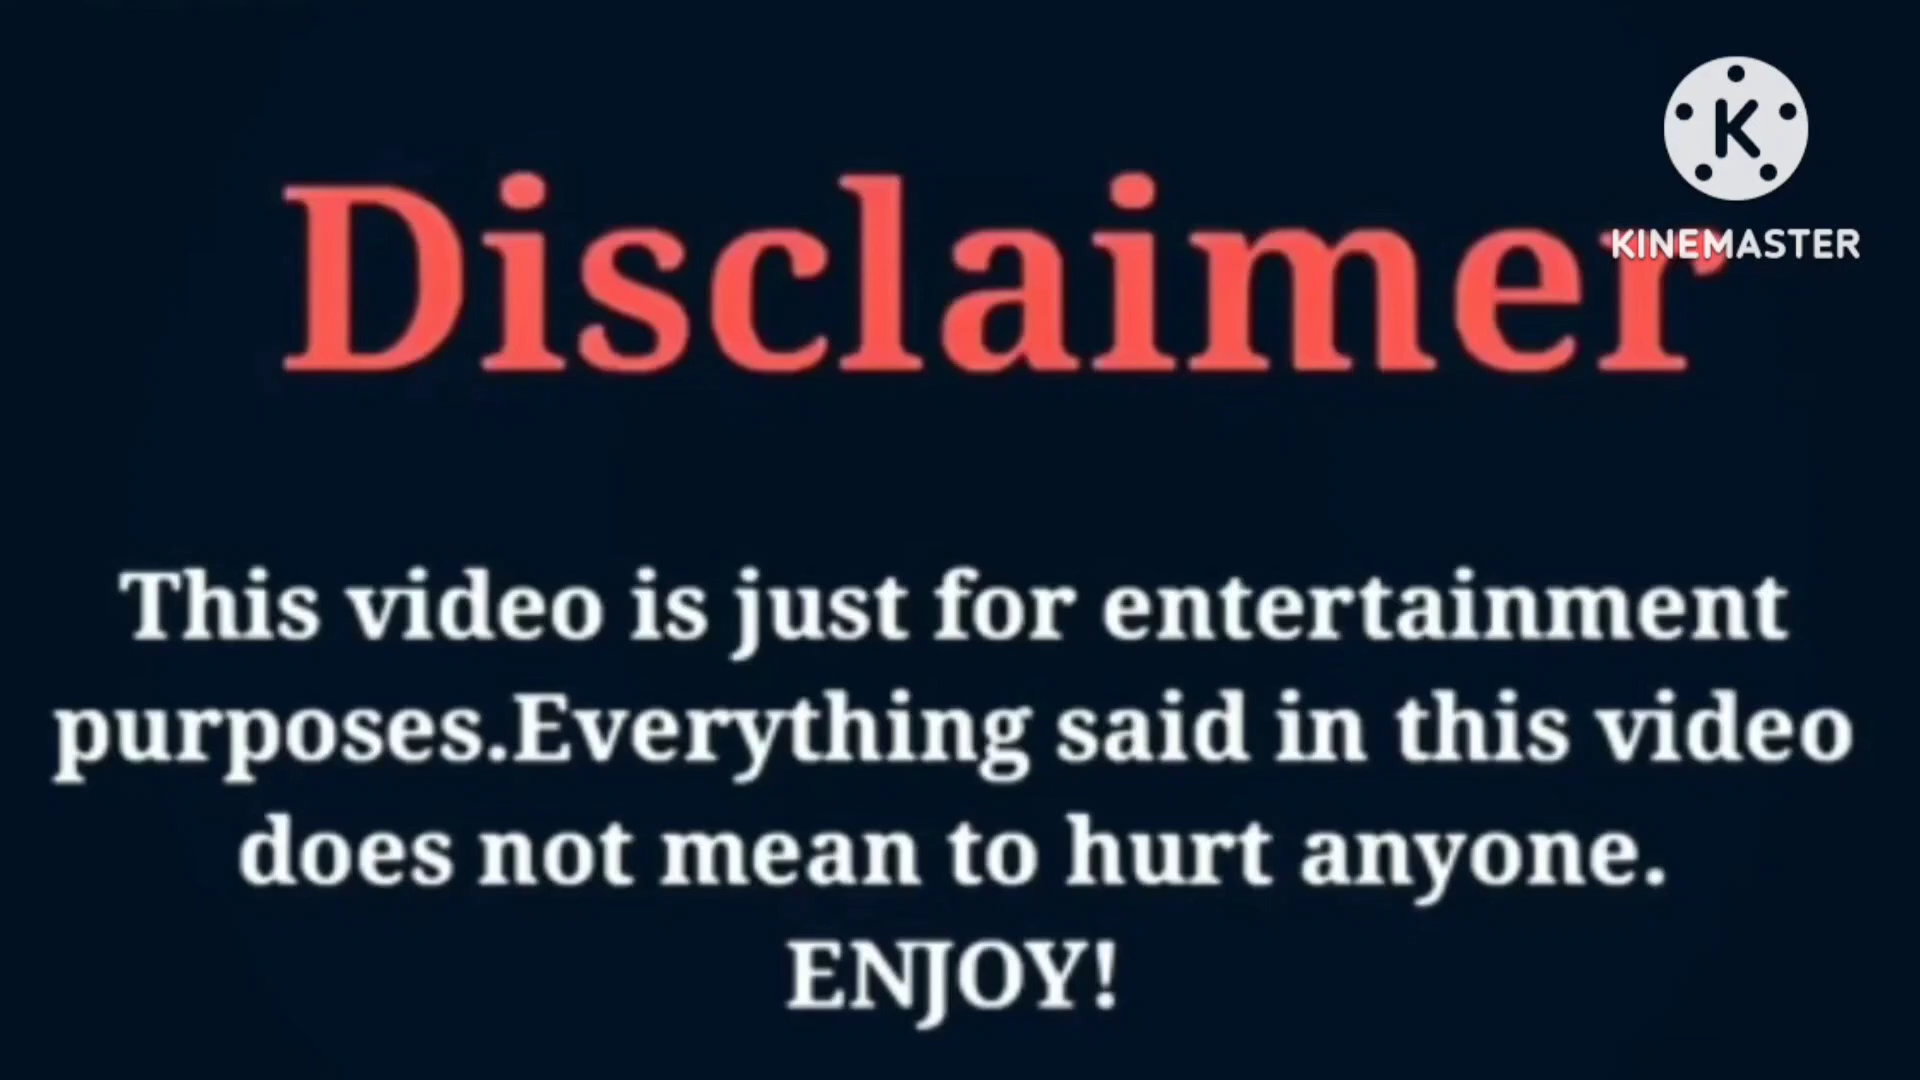 K
KINEMASTER
Disclaimer
This video is just for entertainment
purposes.Everything said in this video
does not mean to hurt anyone.
ENJOY!